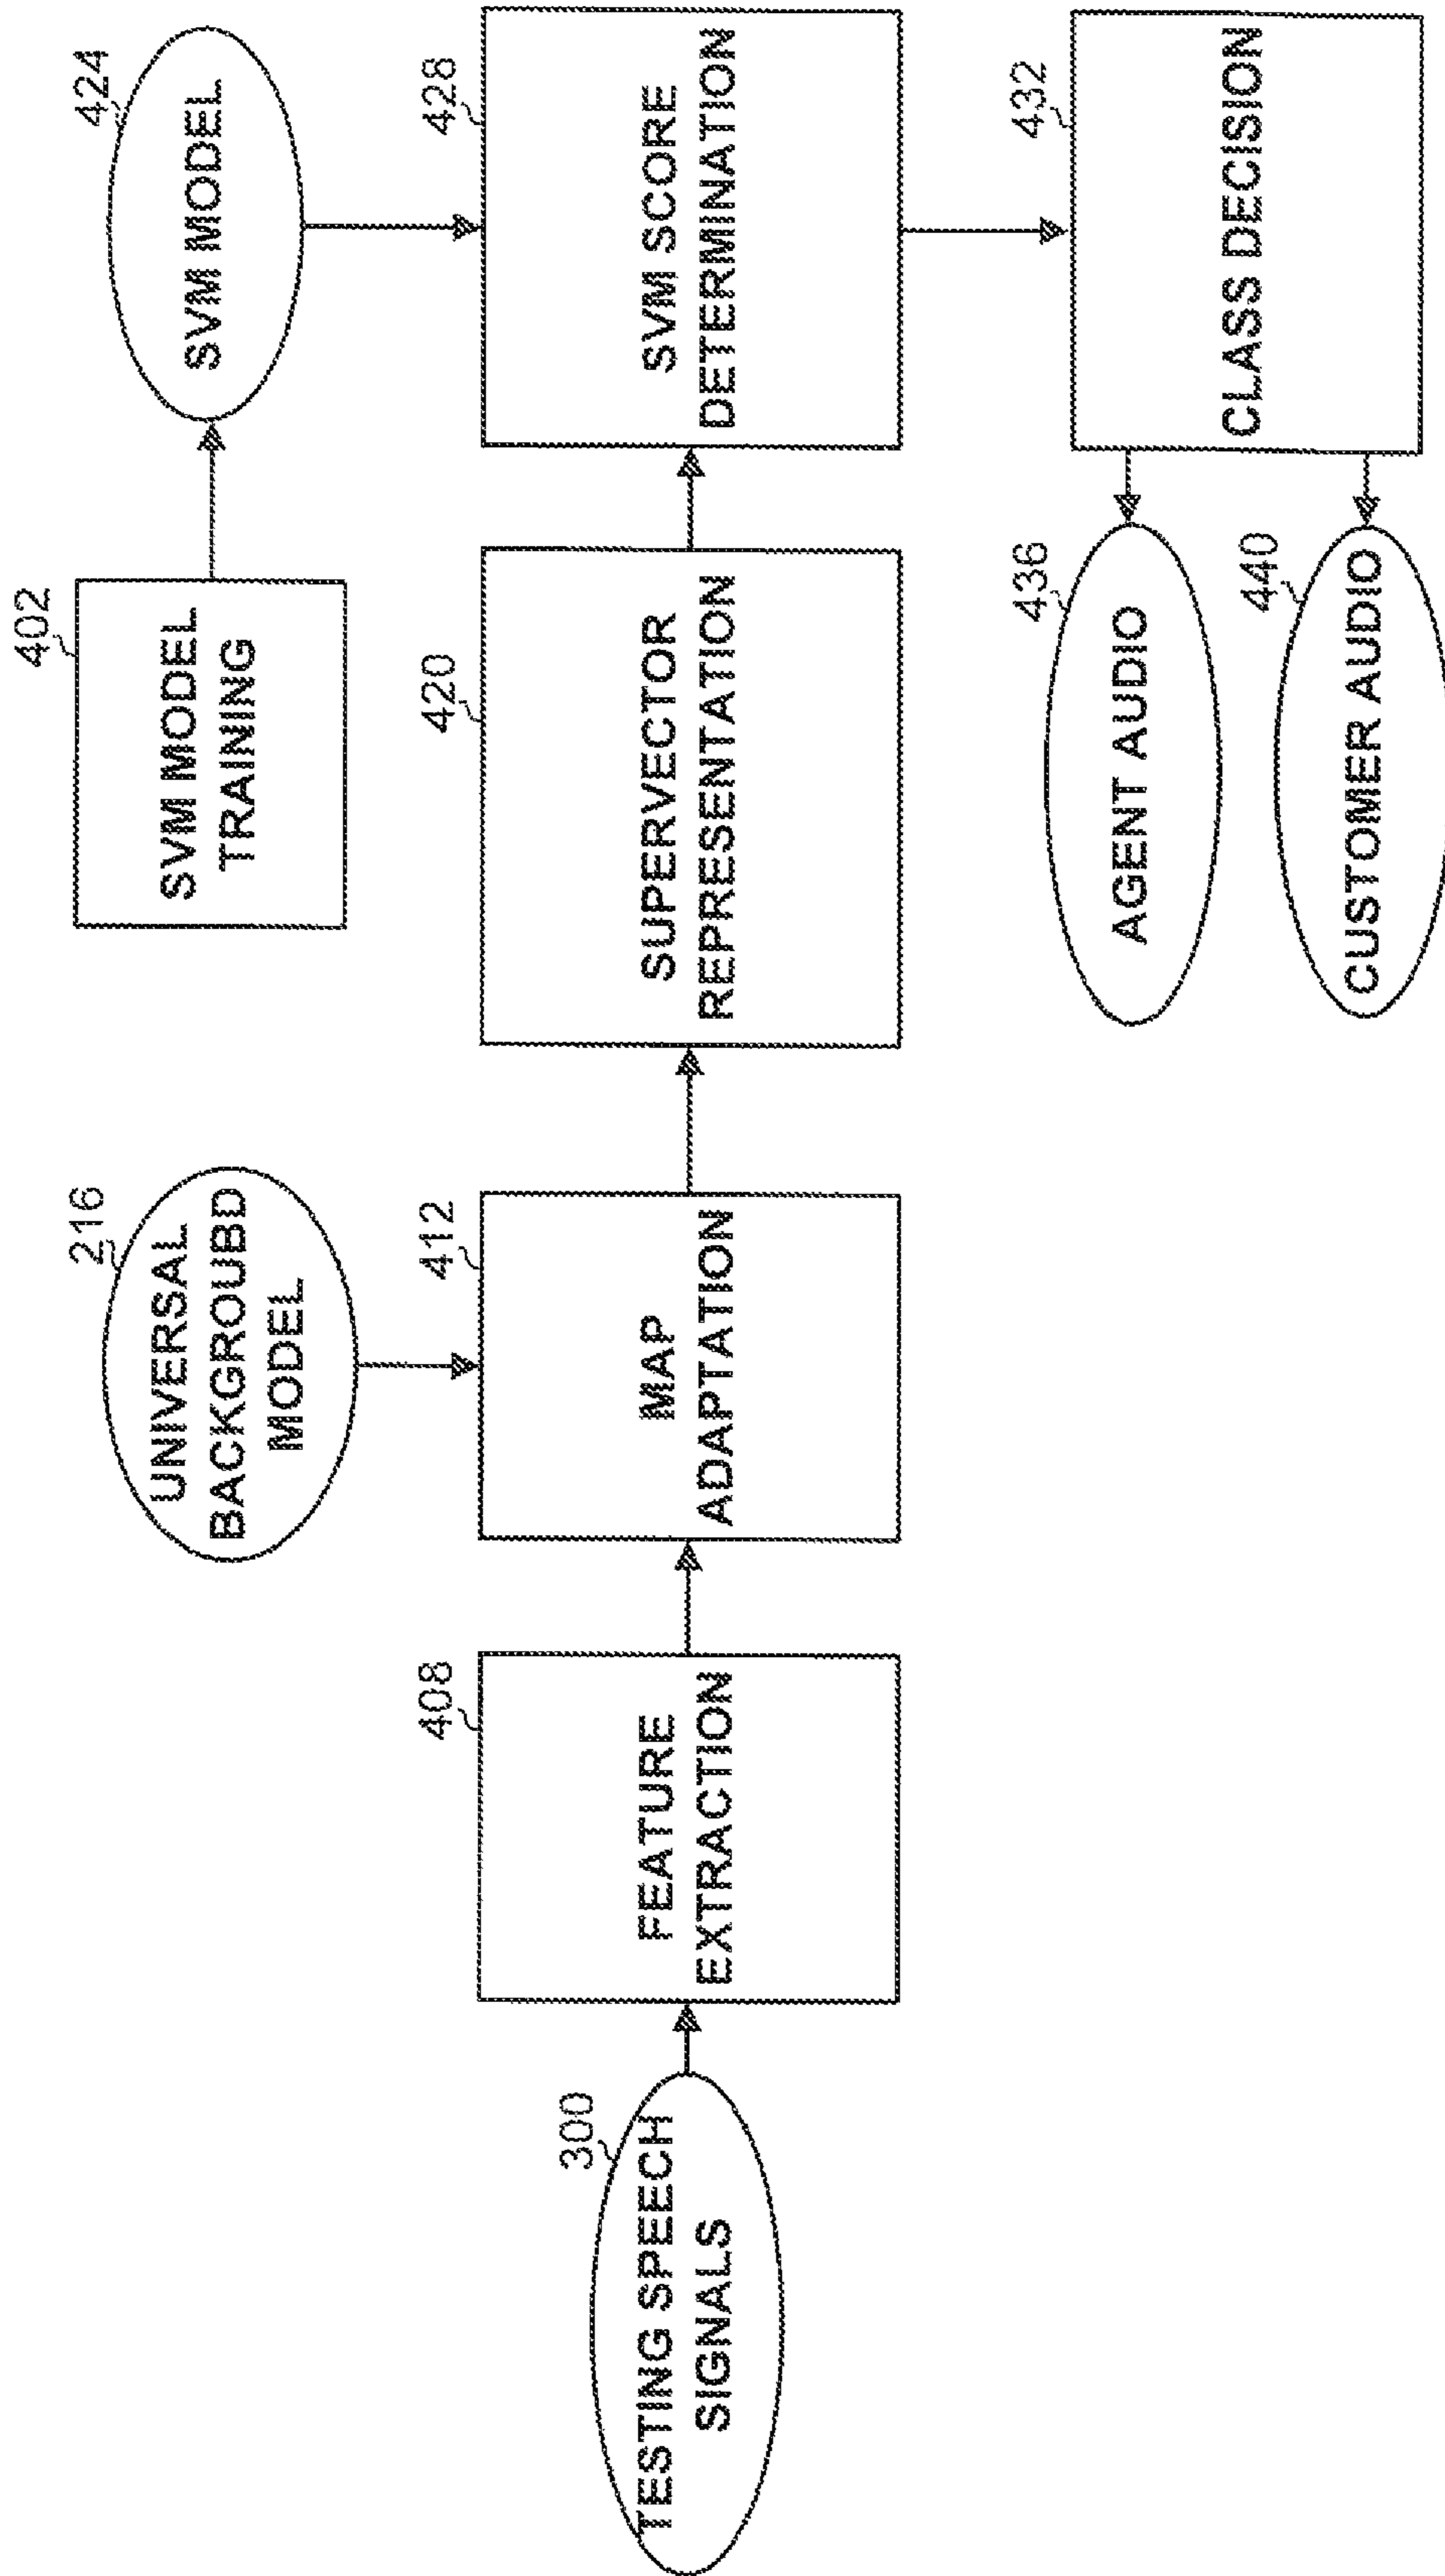 402
SVM MODEL
TRAINING
424
SVM MODEL
216
UNIVERSAL
BACKGROUBD
MODEL
300
TESTING SPEECH
SIGNALS
408
FEATURE
EXTRACTION
412
MAP
ADAPTATION
420
SUPERVECTOR
REPRESENTATION
428
SVM SCORE
DETERMINATION
432
CLASS DECISION
436
AGENT AUDIO
440
CUSTOMER AUDIO